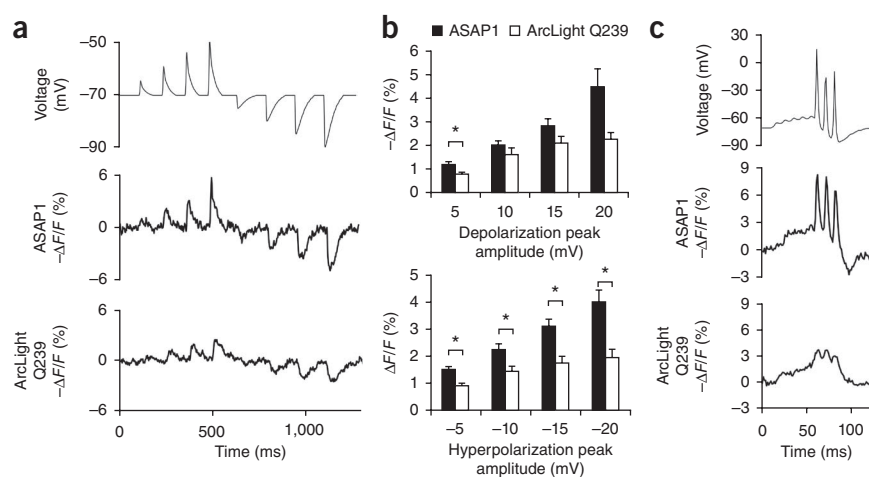 a
–50
–70
–90
Voltage
(mV)
6
0
–6
ASAP1
–ΔF/F (%)
6
0
–6
ArcLight
Q239
–ΔF/F (%)
0
500
1,000
Time (ms)
b
ASAP1
ArcLight Q239
6
5
4
3
2
1
0
–ΔF/F (%)
*
5
10
15
20
Depolarization peak
amplitude (mV)
5
4
3
2
1
0
ΔF/F (%)
*
*
*
*
–5
–10
–15
–20
Hyperpolarization peak
amplitude (mV)
c
30
0
–30
–60
–90
Voltage
(mV)
9
6
3
0
–3
ASAP1
–ΔF/F (%)
9
6
3
0
–3
ArcLight
Q239
–ΔF/F (%)
0
50
100
Time (ms)